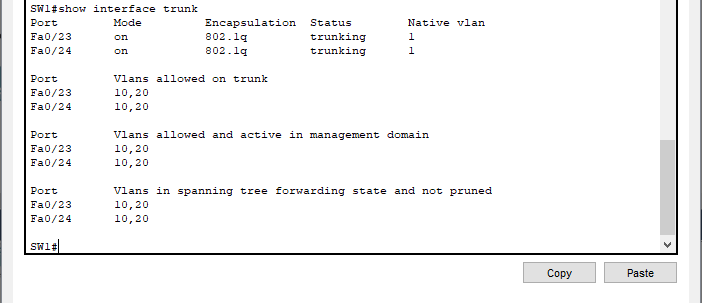 SW1#show interface trunk
Port Mode Encapsulation Status Native vlan
Fa0/23 on 802.1q trunking 1
Fa0/24 on 802.1q trunking 1
Port Vlans allowed on trunk
Fa0/23 10,20
Fa0/24 10,20
Port Vlans allowed and active in management domain
Fa0/23 10,20
Fa0/24 10,20
Port Vlans in spanning tree forwarding state and not pruned
Fa0/23 10,20
Fa0/24 10,20
SW1#
Copy Paste